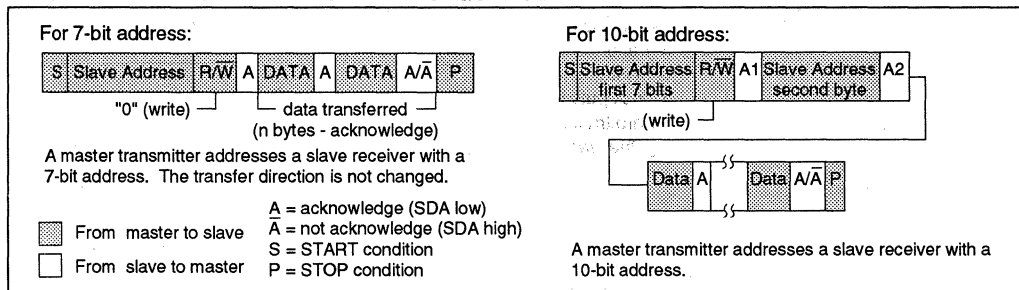 For 7-bit address:
S Slave Address R/W̅ A DATA A DATA A/A̅ P
"0" (write)
data transferred
(n bytes - acknowledge)
A master transmitter addresses a slave receiver with a
7-bit address. The transfer direction is not changed.
From master to slave
From slave to master
A = acknowledge (SDA low)
A̅ = not acknowledge (SDA high)
S = START condition
P = STOP condition
For 10-bit address:
S Slave Address first 7 bits R/W̅ A1 Slave Address second byte A2
(write)
Data A Data A/A̅ P
A master transmitter addresses a slave receiver with a
10-bit address.